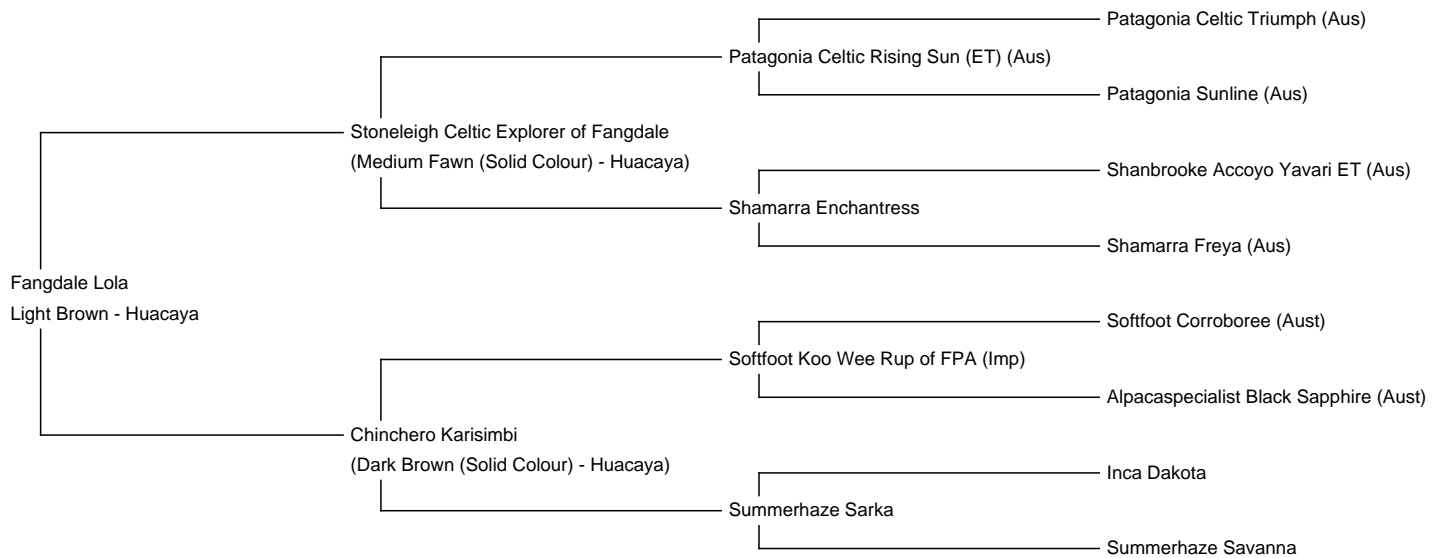 Patagonia Celtic Triumph (Aus)
Patagonia Celtic Rising Sun (ET) (Aus)
Patagonia Sunline (Aus)
Stoneleigh Celtic Explorer of Fangdale
(Medium Fawn (Solid Colour) - Huacaya)
Shanbrooke Accoyo Yavari ET (Aus)
Shamarra Enchantress
Shamarra Freya (Aus)
Fangdale Lola
Light Brown - Huacaya
Softfoot Corroboree (Aust)
Softfoot Koo Wee Rup of FPA (Imp)
Alpacaspecialist Black Sapphire (Aust)
Chinchero Karisimbi
(Dark Brown (Solid Colour) - Huacaya)
Inca Dakota
Summerhaze Sarka
Summerhaze Savanna